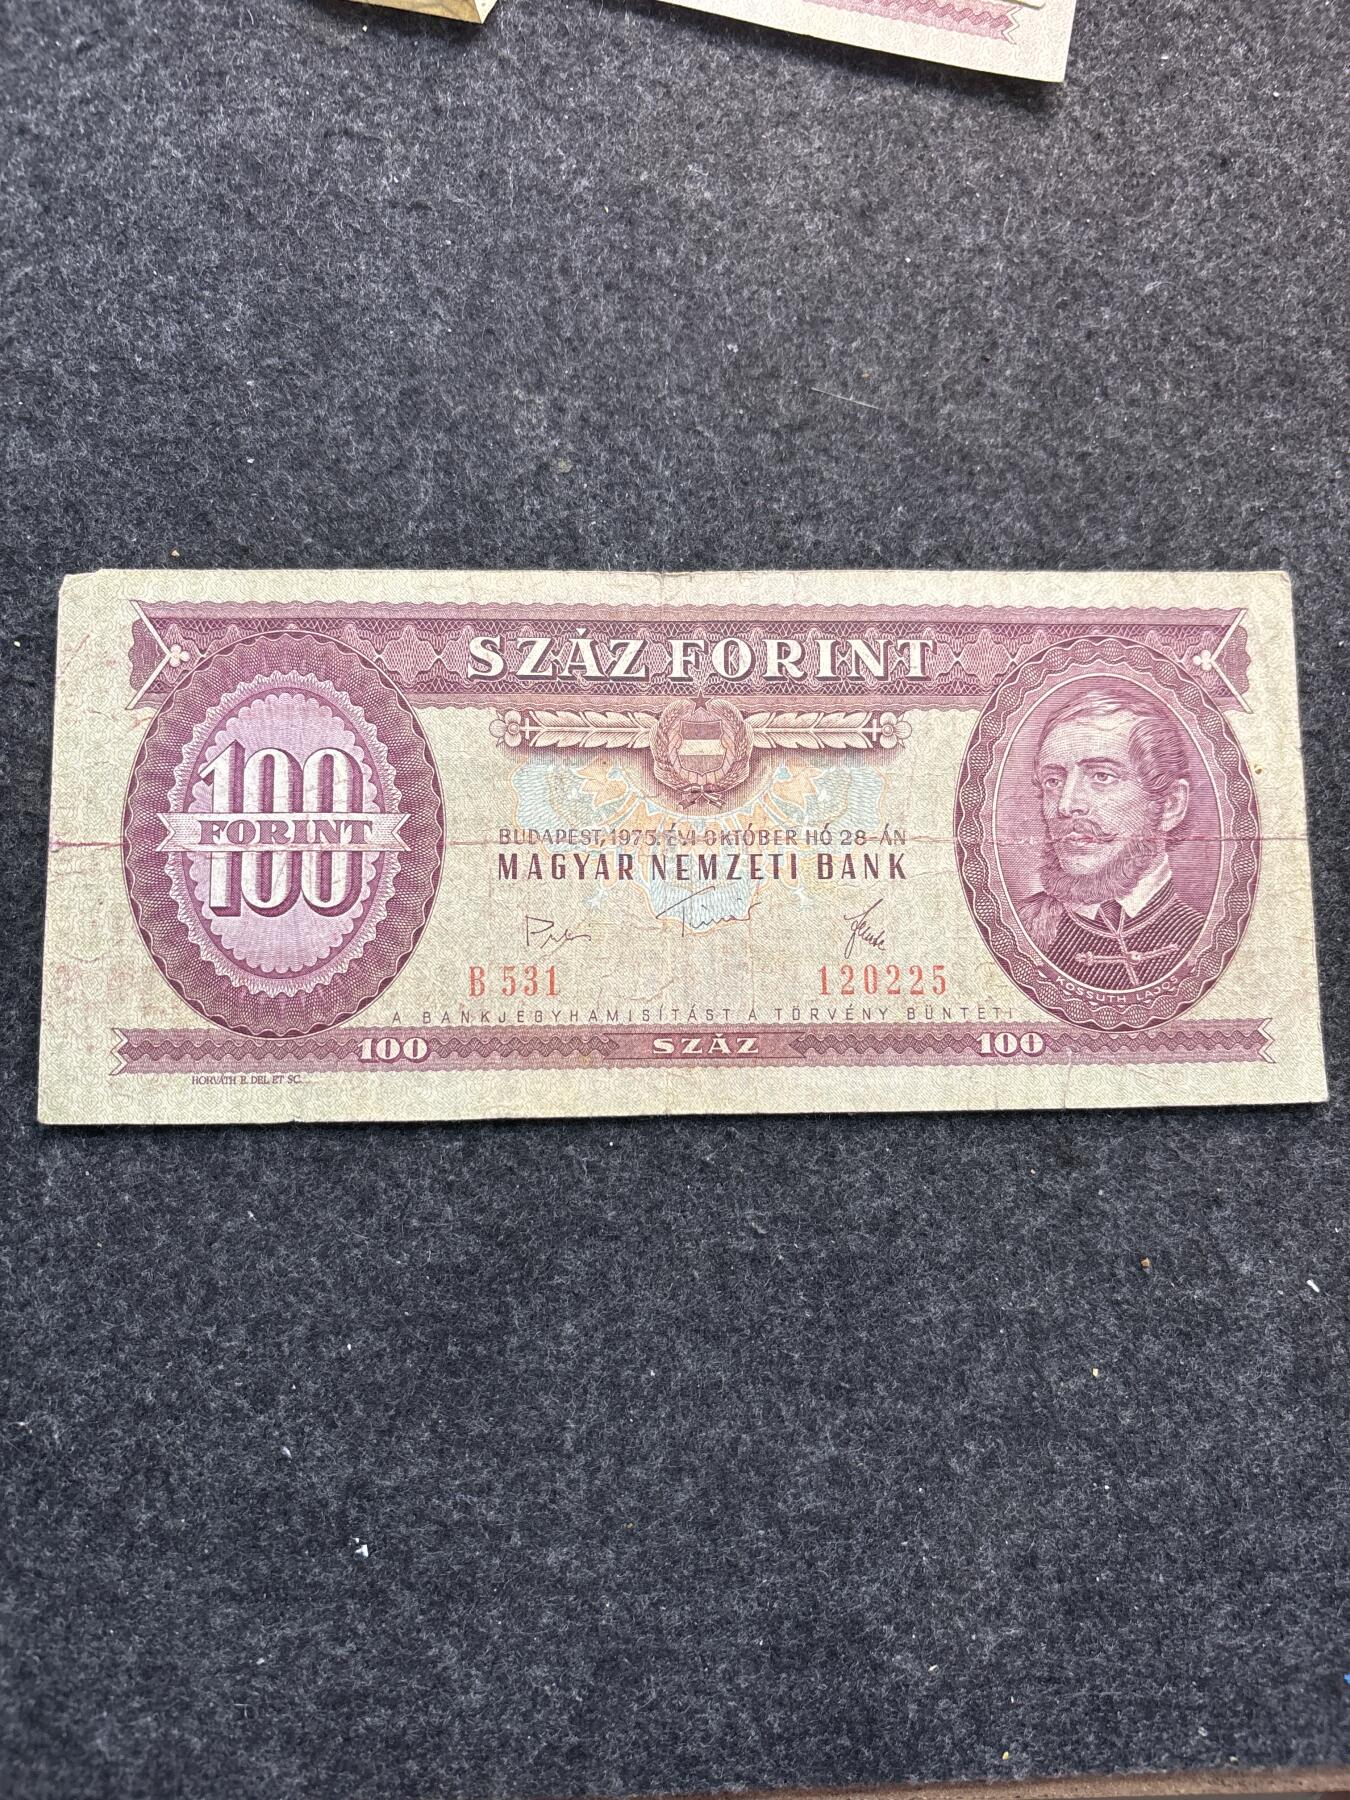 SZÁZ FORINT
100
FORINT
BUDAPEST, 1975. ÉVI OKTÓBER HÓ 28-ÁN
MAGYAR NEMZETI BANK
B 531
120225
KOSSUTH LAJOS
A BANKJEGYHAMISÍTÁST A TÖRVÉNY BÜNTETI
100 SZÁZ 100
HORVÁTH E. DEL. ET SC.